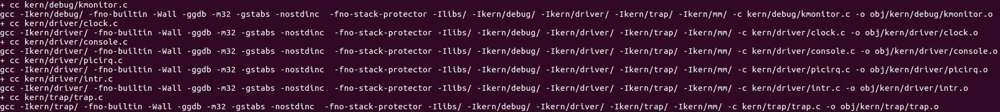 + cc kern/debug/kmonitor.c
gcc -Ikern/debug/ -fno-builtin -Wall -ggdb -m32 -gstabs -nostdinc  -fno-stack-protector -Ilibs/ -Ikern/debug/ -Ikern/driver/ -Ikern/trap/ -Ikern/mm/ -c kern/debug/kmonitor.c -o obj/kern/debug/kmonitor.o
+ cc kern/driver/clock.c
gcc -Ikern/driver/ -fno-builtin -Wall -ggdb -m32 -gstabs -nostdinc  -fno-stack-protector -Ilibs/ -Ikern/debug/ -Ikern/driver/ -Ikern/trap/ -Ikern/mm/ -c kern/driver/clock.c -o obj/kern/driver/clock.o
+ cc kern/driver/console.c
gcc -Ikern/driver/ -fno-builtin -Wall -ggdb -m32 -gstabs -nostdinc  -fno-stack-protector -Ilibs/ -Ikern/debug/ -Ikern/driver/ -Ikern/trap/ -Ikern/mm/ -c kern/driver/console.c -o obj/kern/driver/console.o
+ cc kern/driver/picirq.c
gcc -Ikern/driver/ -fno-builtin -Wall -ggdb -m32 -gstabs -nostdinc  -fno-stack-protector -Ilibs/ -Ikern/debug/ -Ikern/driver/ -Ikern/trap/ -Ikern/mm/ -c kern/driver/picirq.c -o obj/kern/driver/picirq.o
+ cc kern/driver/intr.c
gcc -Ikern/driver/ -fno-builtin -Wall -ggdb -m32 -gstabs -nostdinc  -fno-stack-protector -Ilibs/ -Ikern/debug/ -Ikern/driver/ -Ikern/trap/ -Ikern/mm/ -c kern/driver/intr.c -o obj/kern/driver/intr.o
+ cc kern/trap/trap.c
gcc -Ikern/trap/ -fno-builtin -Wall -ggdb -m32 -gstabs -nostdinc  -fno-stack-protector -Ilibs/ -Ikern/debug/ -Ikern/driver/ -Ikern/trap/ -Ikern/mm/ -c kern/trap/trap.c -o obj/kern/trap/trap.o